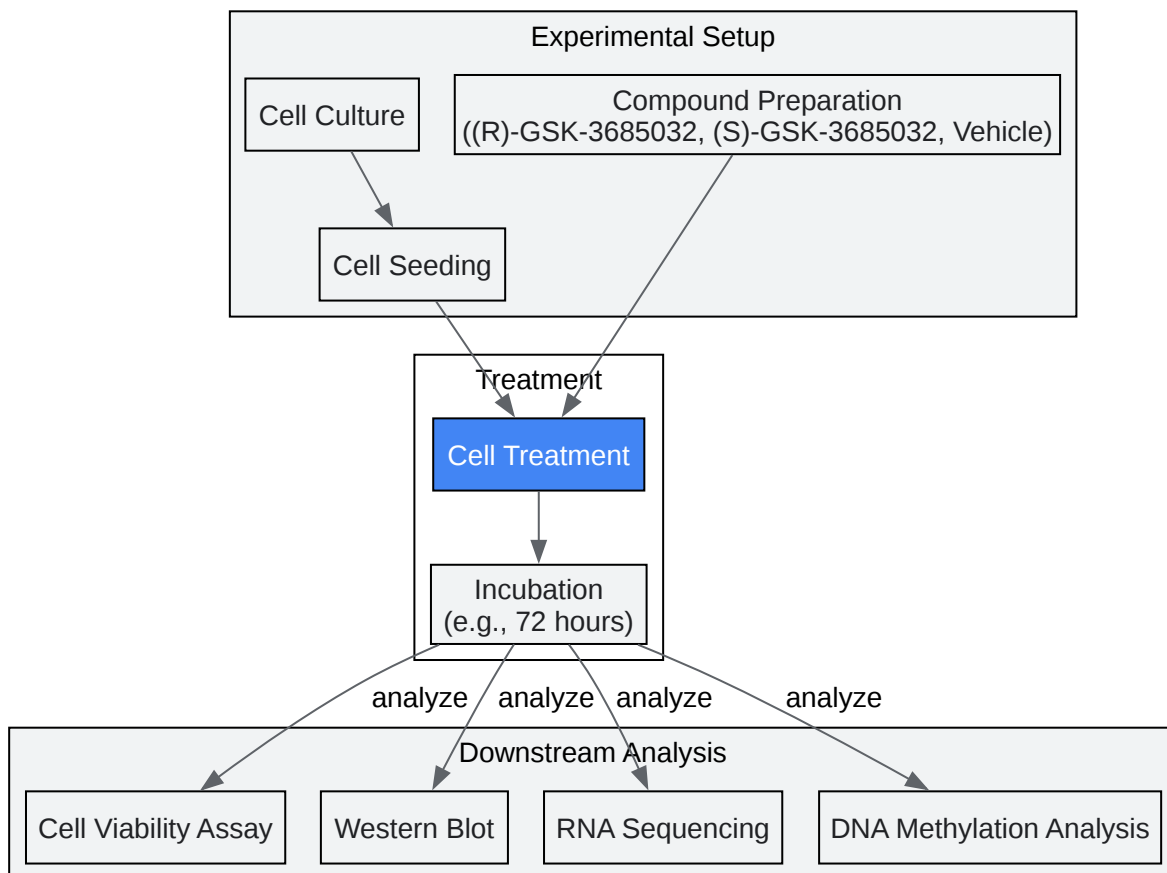 Experimental Setup
Cell Culture
Compound Preparation
((R)-GSK-3685032, (S)-GSK-3685032, Vehicle)
Cell Seeding
Treatment
Cell Treatment
Incubation
(e.g., 72 hours)
analyze
analyze
analyze
analyze
Downstream Analysis
Cell Viability Assay
Western Blot
RNA Sequencing
DNA Methylation Analysis